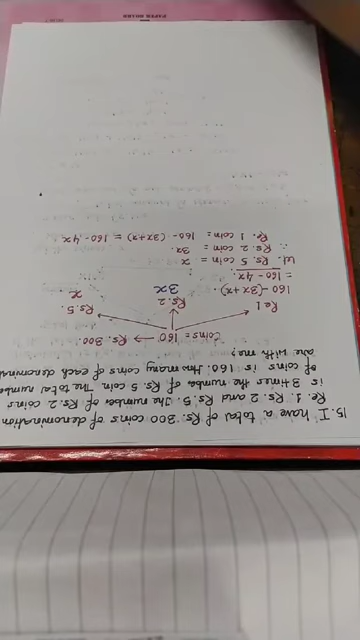 15. I have a total of Rs. 300 coins of denomination
Re. 1. Rs. 2 and Rs. 5. The number of Rs. 2 coins
is 3 times the number of Rs. 5 coin. The total number
of coins is 160. How many coins of each denomination
are with me;
Coins = 160 → Rs. 300.
Re 1 Rs. 2 Rs. 5.
160 - (3x + x). 3x x
= 160 - 4x.
Let Rs. 5 coin = x
∴ Rs. 2 coin = 3x.
Re. 1 coin = 160 - (3x + x) = 160 - 4x